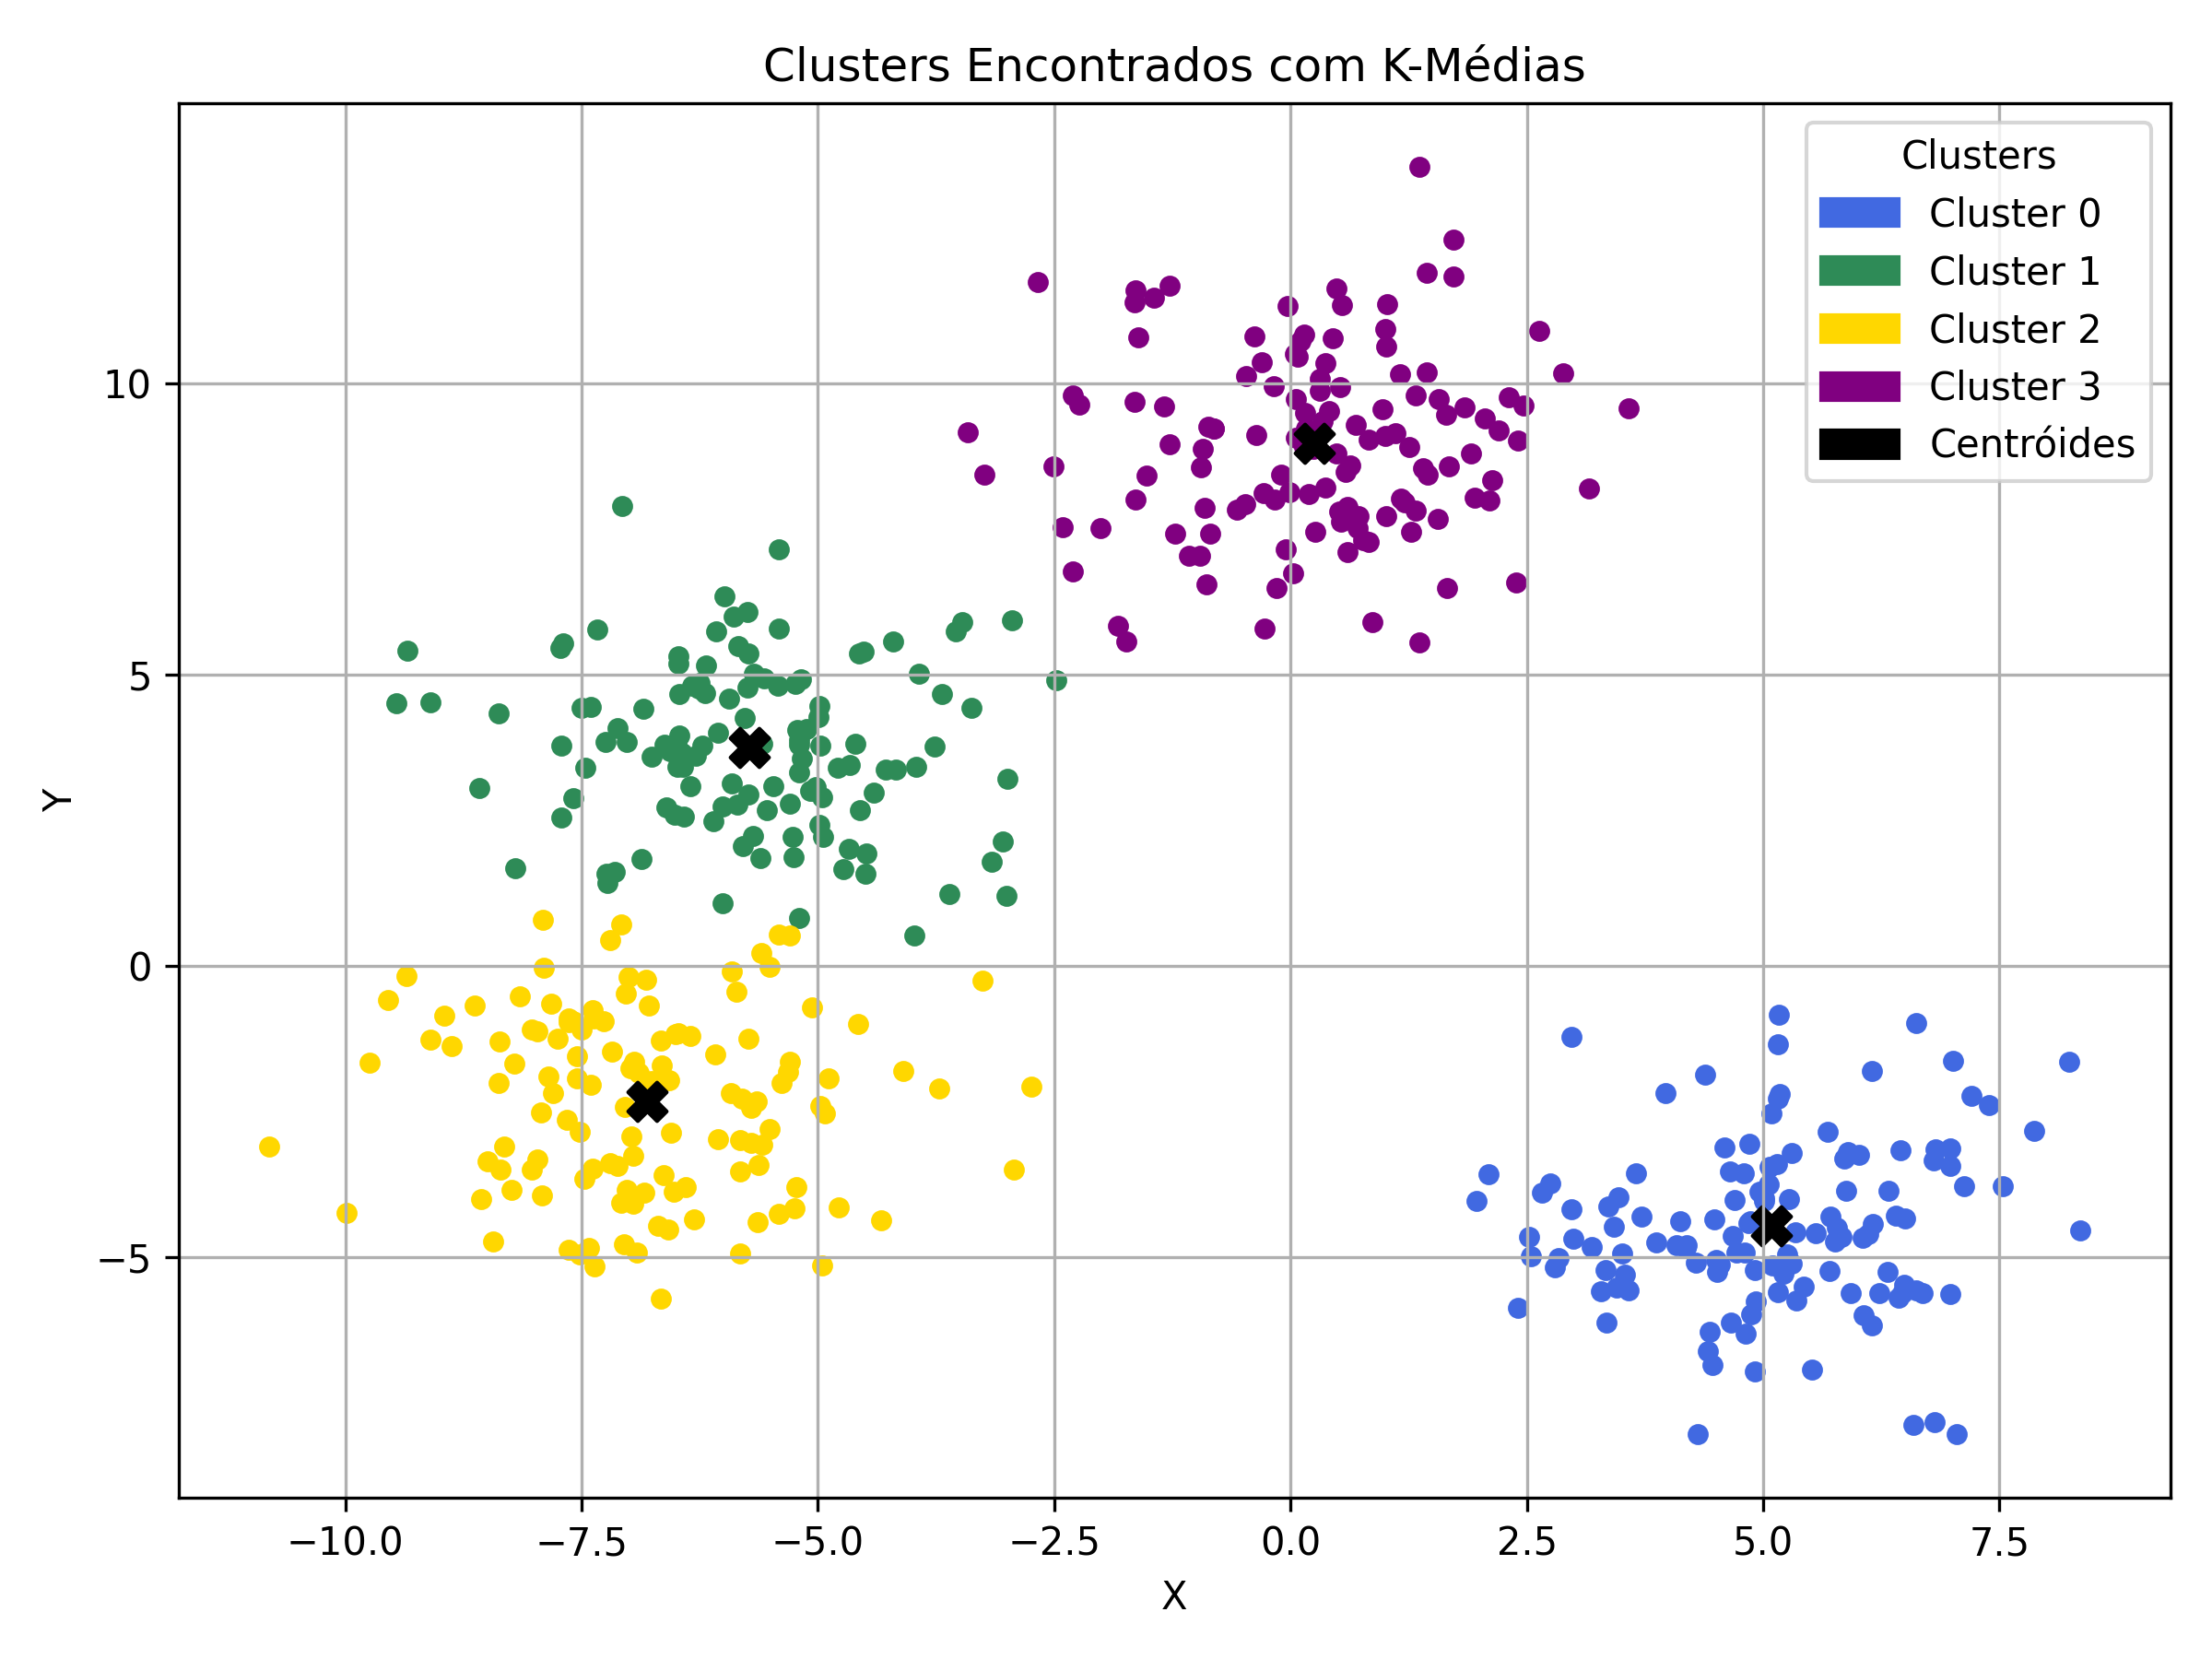 Clusters Encontrados com K-Médias
Clusters
Cluster 0
Cluster 1
Cluster 2
Cluster 3
Centróides
10
5
0
−5
Y
−10.0 −7.5 −5.0 −2.5 0.0 2.5 5.0 7.5
X